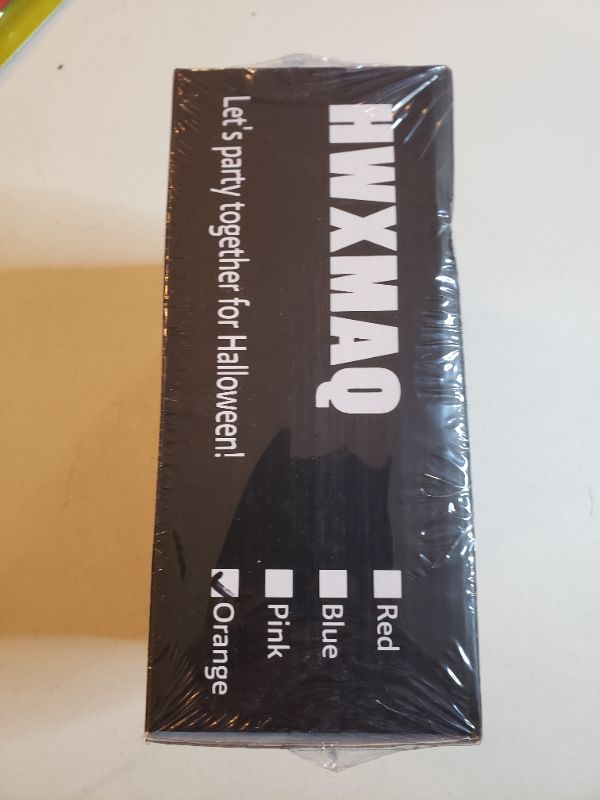 HWXMAQ
Let's party together for Halloween!
Red
Blue
Pink
Orange